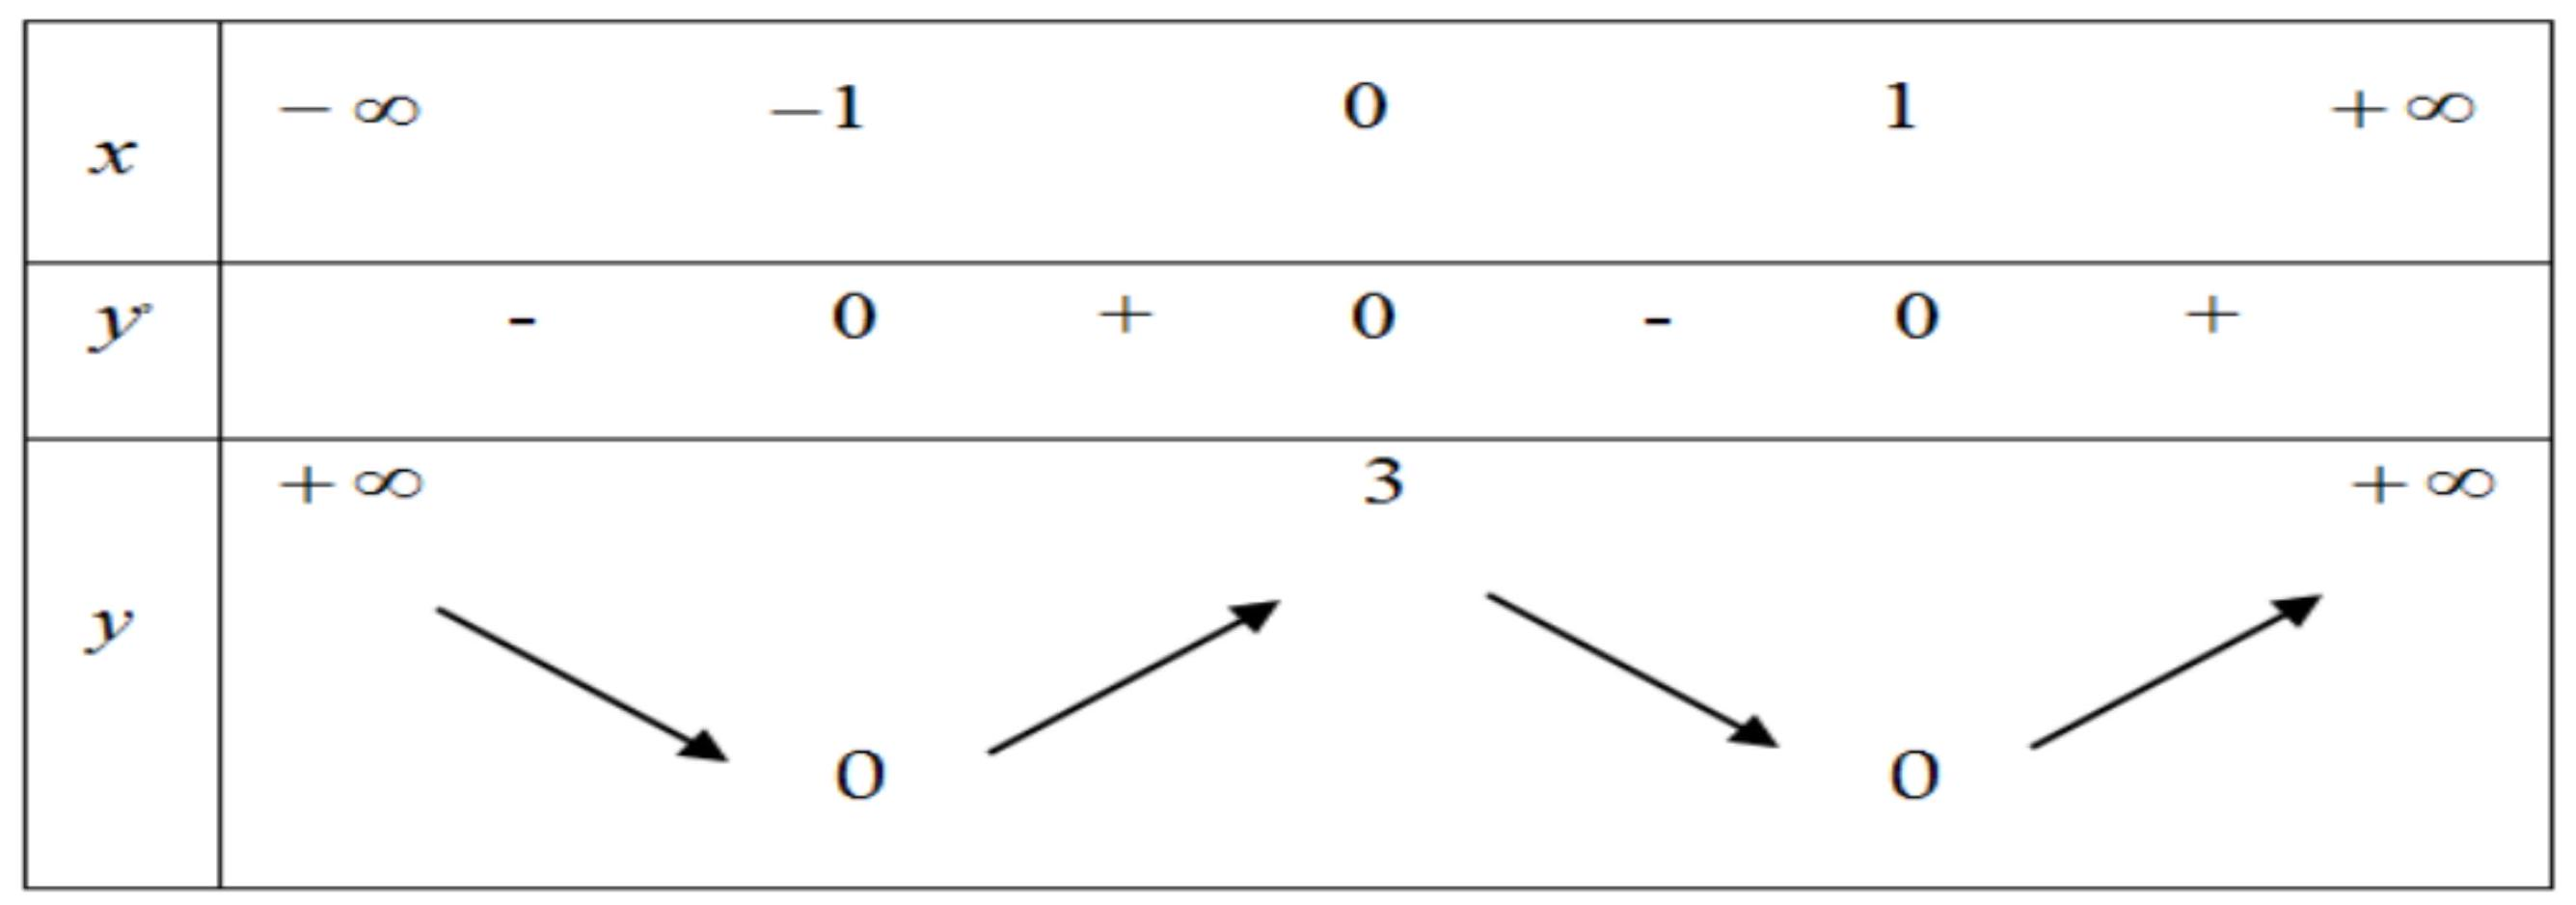 x − ∞ −1 0 1 + ∞
y' - 0 + 0 - 0 +
+ ∞ 3 + ∞
y
0 0